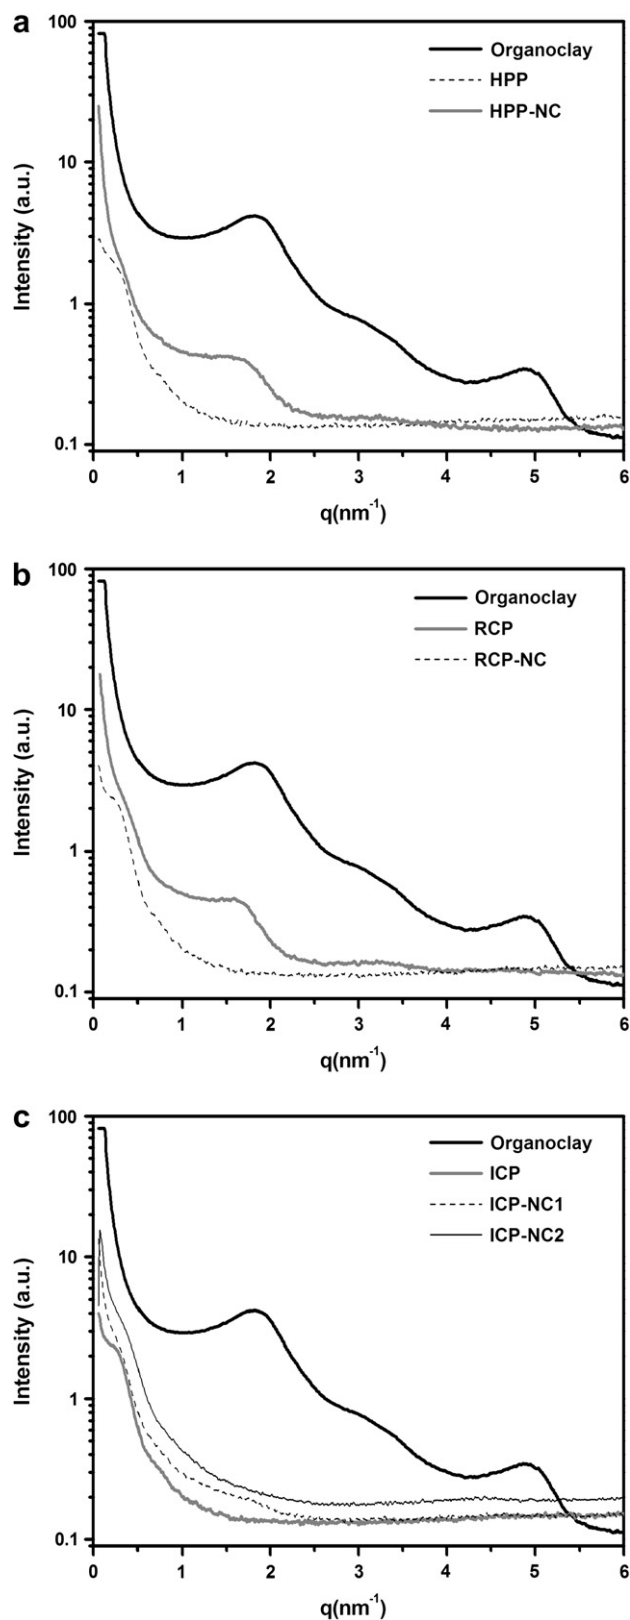 a
100
10
1
0.1
Intensity (a.u.)
Organoclay
HPP
HPP-NC
0 1 2 3 4 5 6
q(nm⁻¹)
b
100
10
1
0.1
Intensity (a.u.)
Organoclay
RCP
RCP-NC
0 1 2 3 4 5 6
q(nm⁻¹)
c
100
10
1
0.1
Intensity (a.u.)
Organoclay
ICP
ICP-NC1
ICP-NC2
0 1 2 3 4 5 6
q(nm⁻¹)